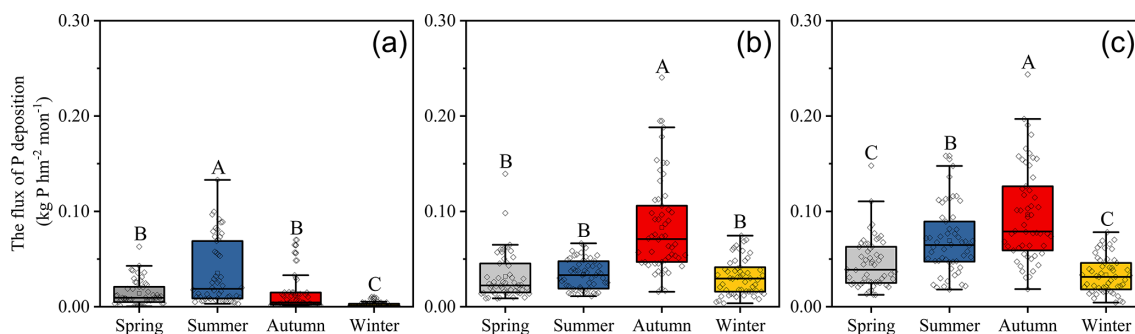 The flux of P deposition
(kg P hm⁻² mon⁻¹)
0.30
0.20
0.10
0.00
(a)
B
A
B
C
Spring Summer Autumn Winter
0.30
0.20
0.10
0.00
(b)
B
B
A
B
Spring Summer Autumn Winter
0.30
0.20
0.10
0.00
(c)
C
B
A
C
Spring Summer Autumn Winter